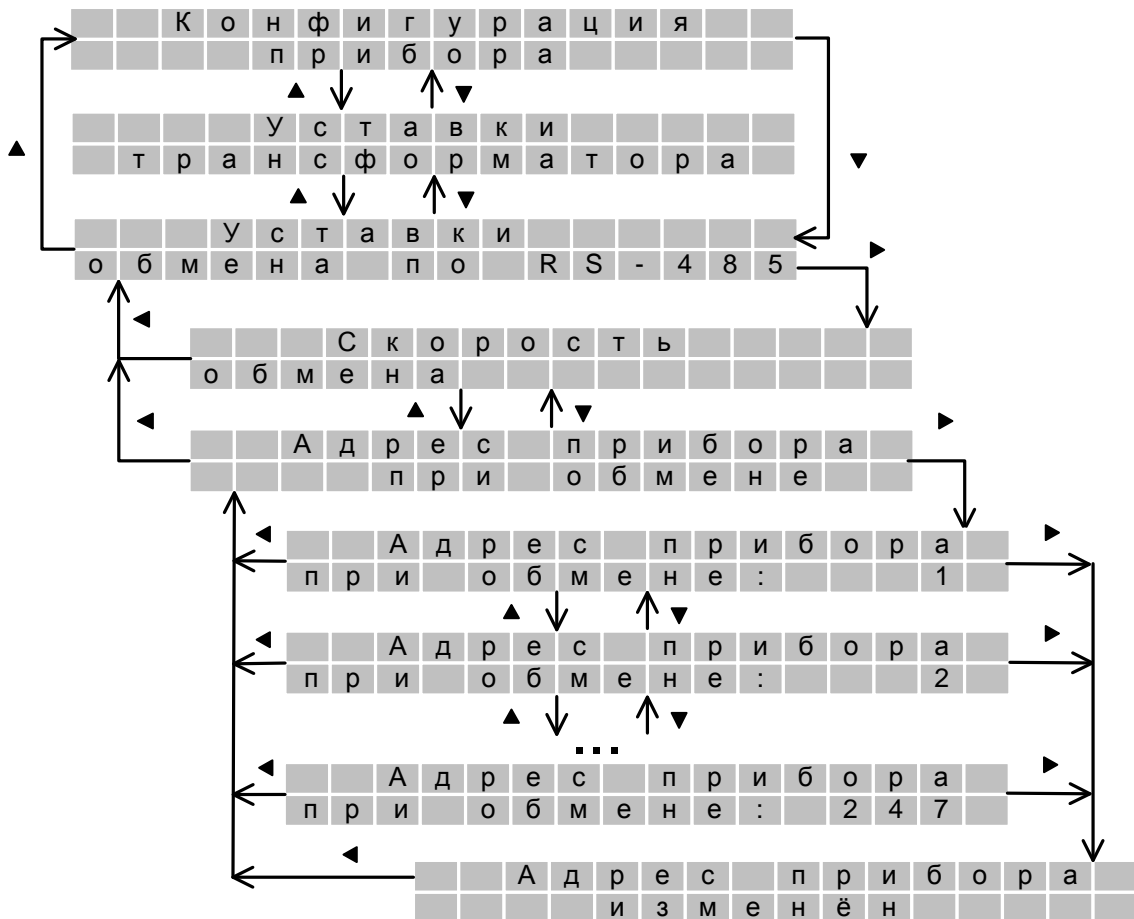 Конфигурация
прибора
▲ ▼
Уставки
трансформатора
▲ ▼
▲ ▼
Уставки
обмена по RS-485
►
◄
Скорость
обмена
▲ ▼
◄ ►
Адрес прибора
при обмене
◄ ►
Адрес прибора
при обмене: 1
▲ ▼
◄ ►
Адрес прибора
при обмене: 2
▲ ▼
...
◄ ►
Адрес прибора
при обмене: 247
◄
Адрес прибора
изменён